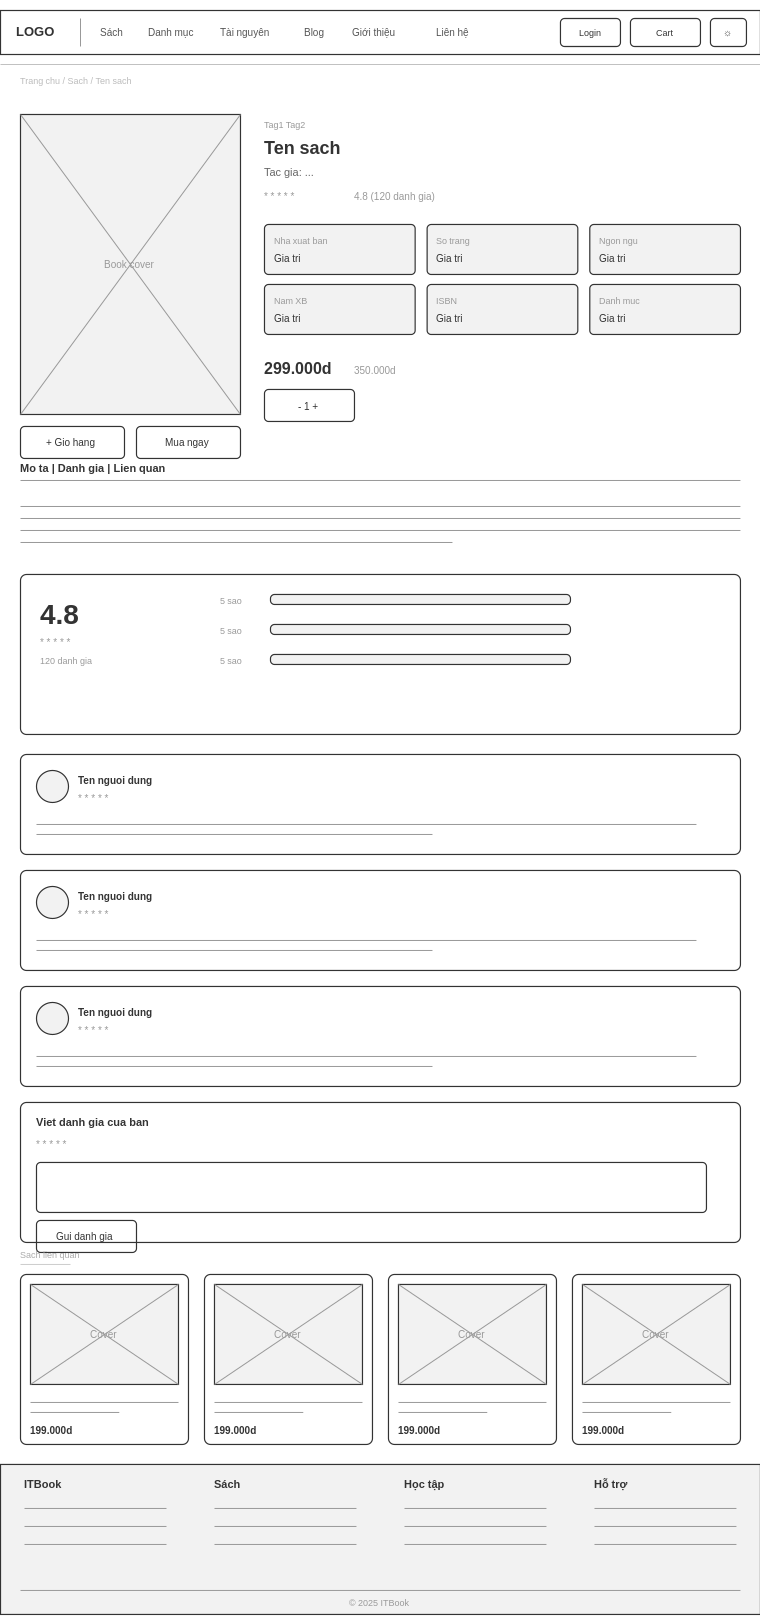 LOGO Sách Danh mục Tài nguyên Blog Giới thiệu Liên hệ Login Cart ☼
Trang chu / Sach / Ten sach
Book cover
Tag1 Tag2
Ten sach
Tac gia: ...
* * * * * 4.8 (120 danh gia)
Nha xuat ban So trang Ngon ngu
Gia tri Gia tri Gia tri
Nam XB ISBN Danh muc
Gia tri Gia tri Gia tri
299.000d 350.000d
- 1 +
+ Gio hang Mua ngay
Mo ta | Danh gia | Lien quan
4.8
* * * * *
120 danh gia
5 sao
5 sao
5 sao
Ten nguoi dung
* * * * *
Ten nguoi dung
* * * * *
Ten nguoi dung
* * * * *
Viet danh gia cua ban
* * * * *
Gui danh gia
Sach lien quan
Cover Cover Cover Cover
199.000d 199.000d 199.000d 199.000d
ITBook Sách Học tập Hỗ trợ
© 2025 ITBook